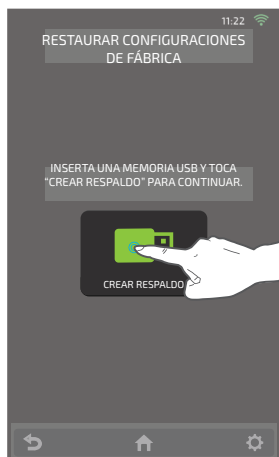 11:22
RESTAURAR CONFIGURACIONES
DE FÁBRICA
INSERTA UNA MEMORIA USB Y TOCA
“CREAR RESPALDO” PARA CONTINUAR.
CREAR RESPALDO